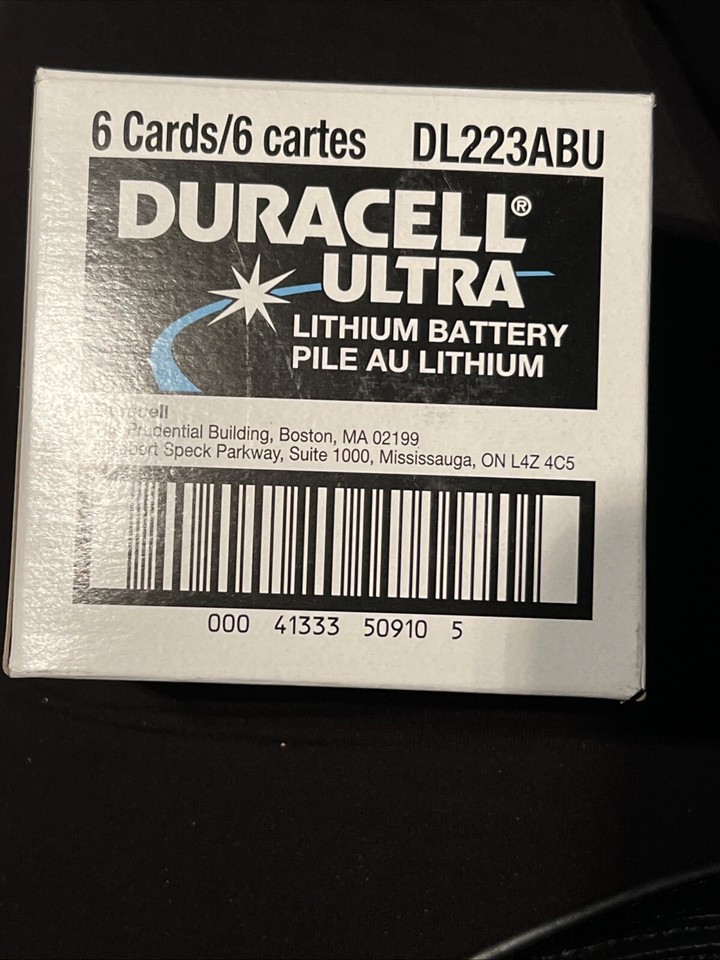 6 Cards/6 cartes DL223ABU
DURACELL®
ULTRA
LITHIUM BATTERY
PILE AU LITHIUM
Prudential Building, Boston, MA 02199
Speck Parkway, Suite 1000, Mississauga, ON L4Z 4C5
000 41333 50910 5